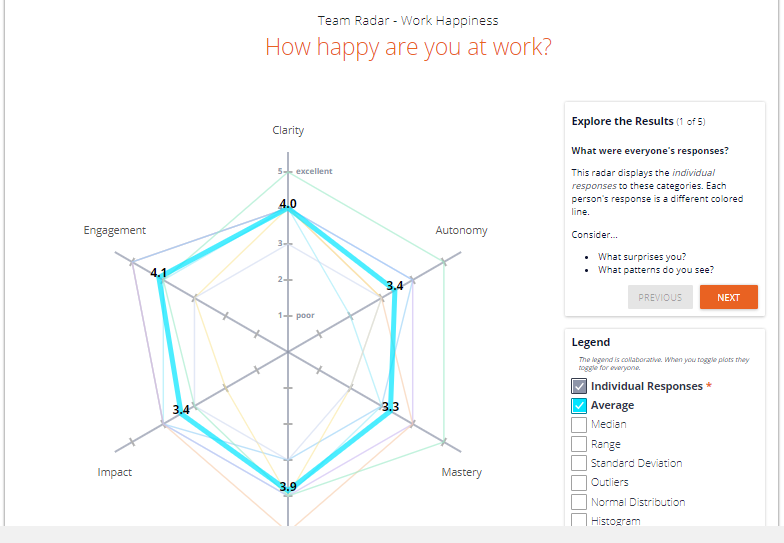 Team Radar - Work Happiness
How happy are you at work?
Clarity
5
excellent
4.0
3
2
1
poor
Engagement
4.1
Autonomy
3.4
3.4
3.3
Impact
Mastery
3.9
Explore the Results (1 of 5)
What were everyone's responses?
This radar displays the individual
responses to these categories. Each
person's response is a different colored
line.
Consider...
What surprises you?
What patterns do you see?
PREVIOUS
NEXT
Legend
The legend is collaborative. When you toggle plots they
toggle for everyone.
Individual Responses *
Average
Median
Range
Standard Deviation
Outliers
Normal Distribution
Histogram